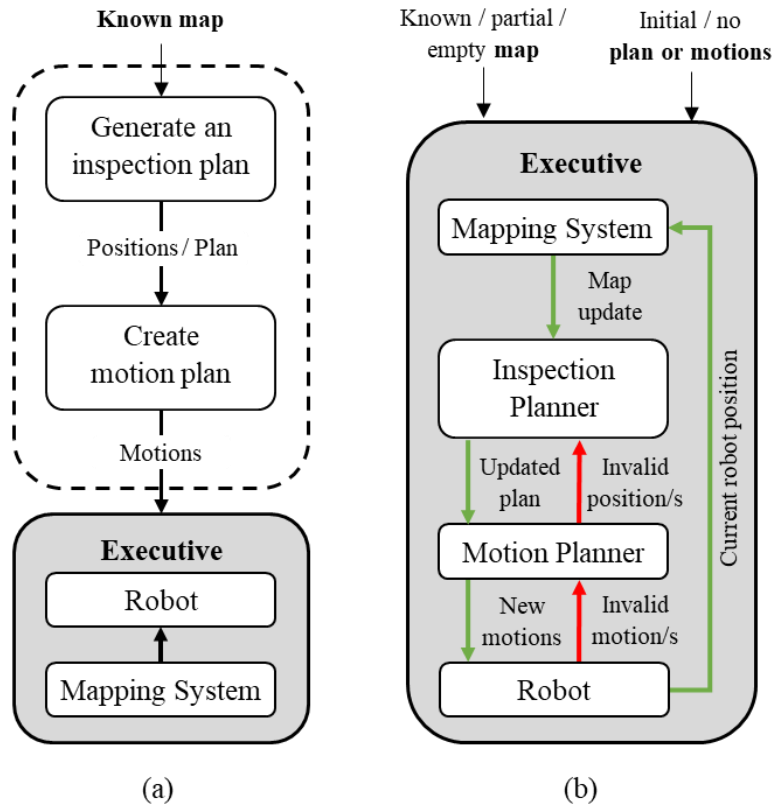 Known map
Generate an
inspection plan
Positions / Plan
Create
motion plan
Motions
Executive
Robot
Mapping System
(a)
Known / partial /
empty map
Initial / no
plan or motions
Executive
Mapping System
Map
update
Inspection
Planner
Updated
plan
Invalid
position/s
Motion Planner
New
motions
Invalid
motion/s
Robot
Current robot position
(b)